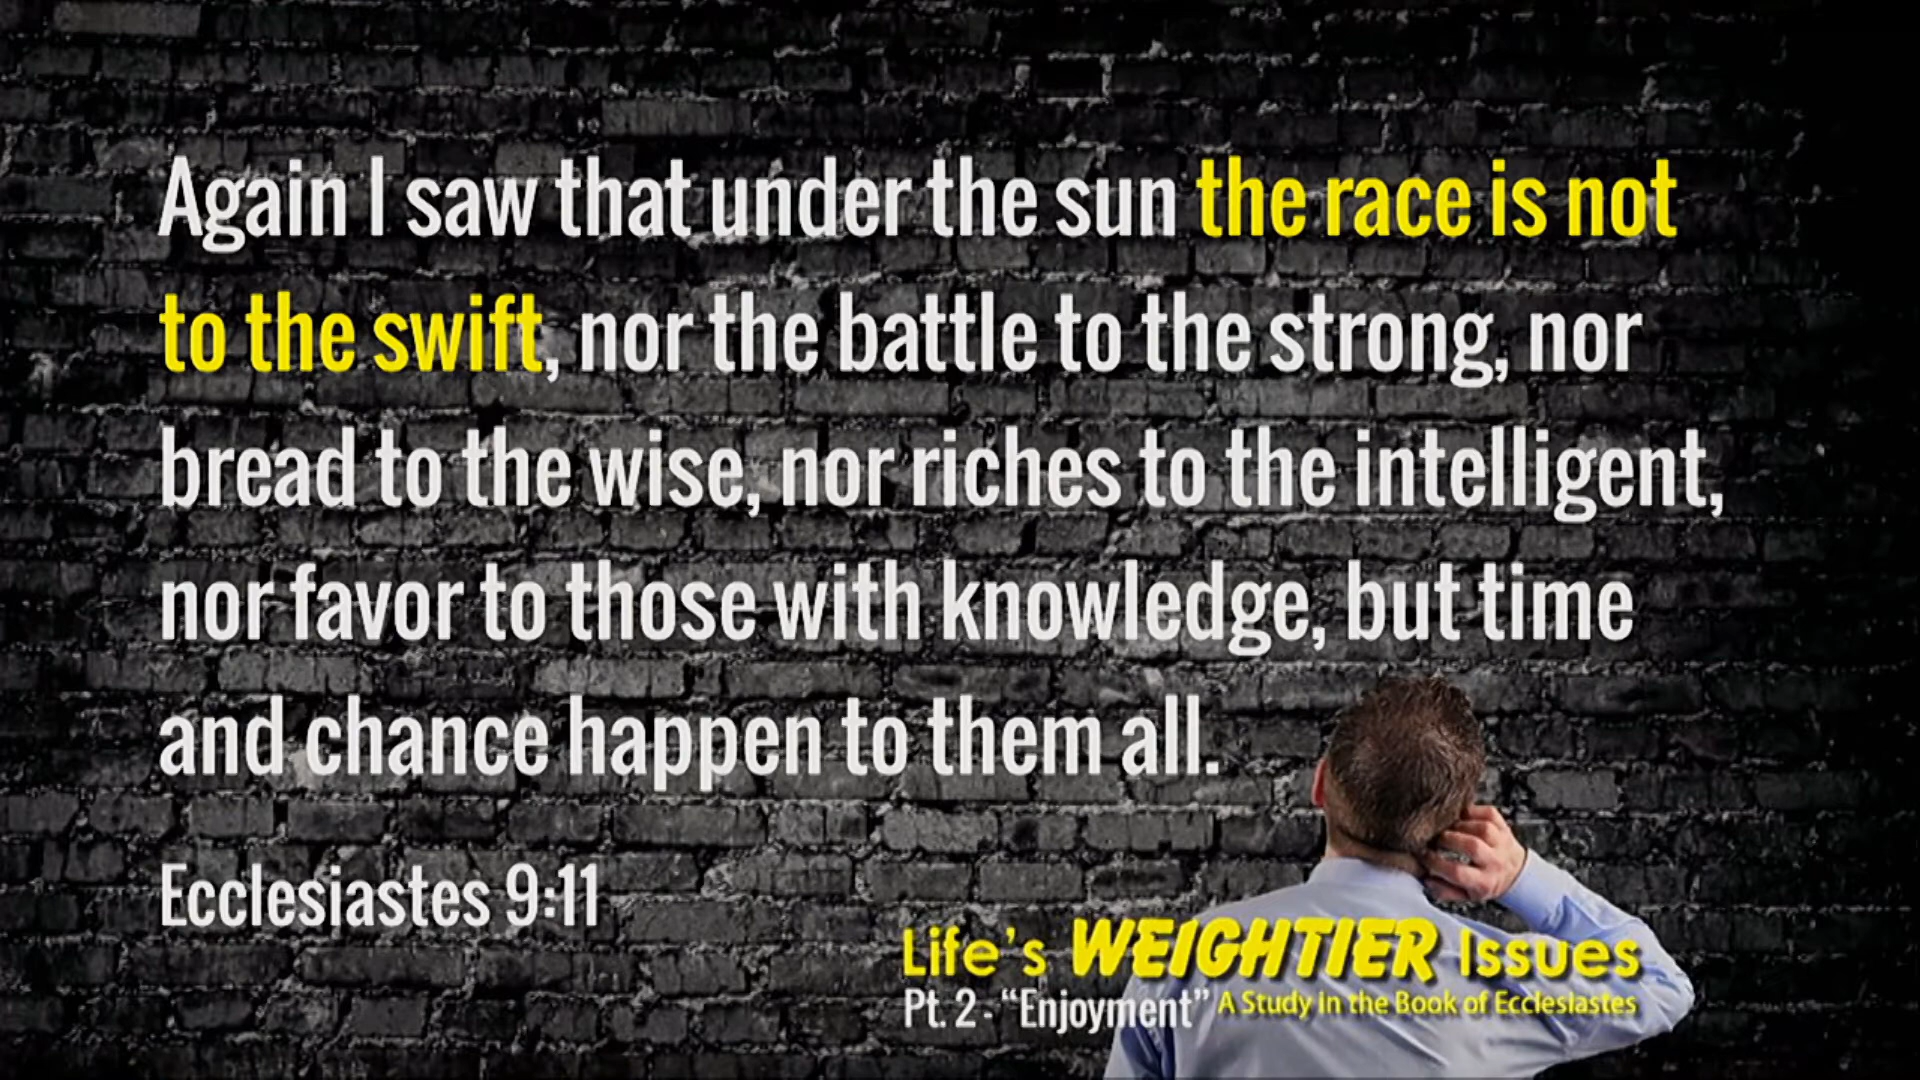 Again I saw that under the sun the race is not
to the swift, nor the battle to the strong, nor
bread to the wise, nor riches to the intelligent,
nor favor to those with knowledge, but time
and chance happen to them all.
Ecclesiastes 9:11
Life's WEIGHTIER Issues
Pt. 2 - “Enjoyment” A Study in the Book of Ecclesiastes